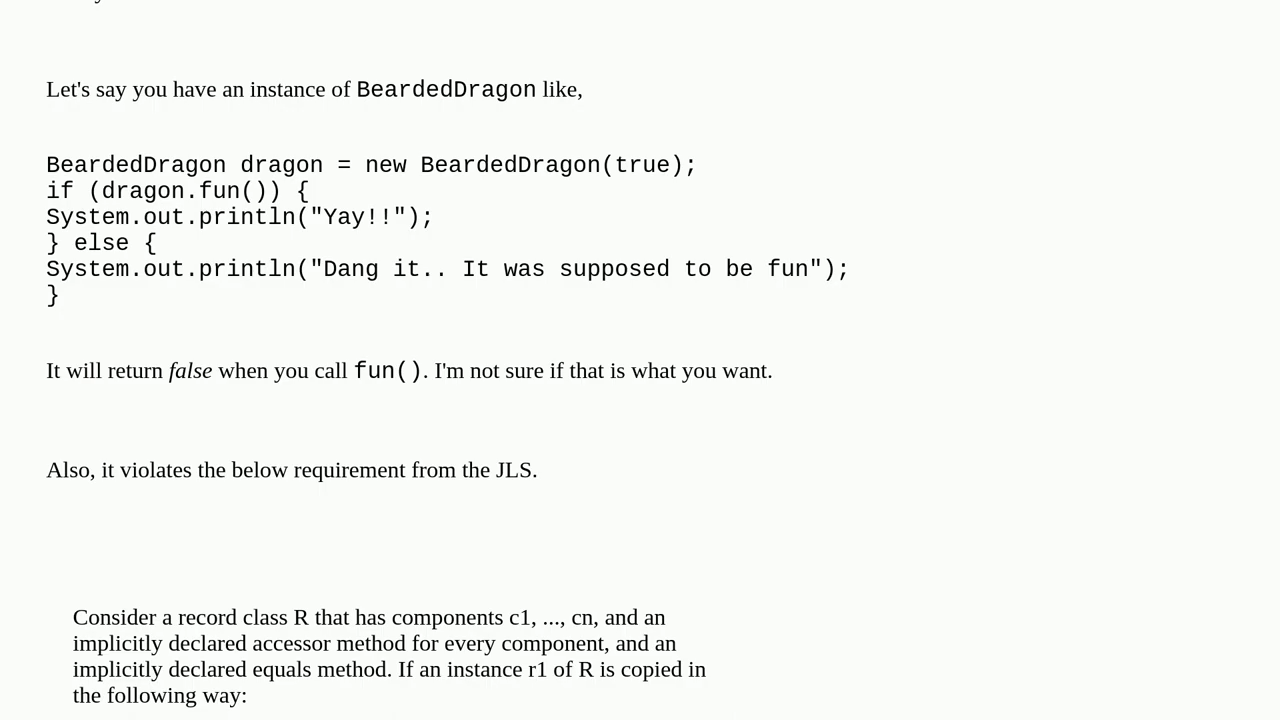 Let's say you have an instance of BeardedDragon like,
BeardedDragon dragon = new BeardedDragon(true);
if (dragon.fun()) {
System.out.println("Yay!!");
} else {
System.out.println("Dang it.. It was supposed to be fun");
}
It will return false when you call fun(). I'm not sure if that is what you want.
Also, it violates the below requirement from the JLS.
Consider a record class R that has components c1, ..., cn, and an
implicitly declared accessor method for every component, and an
implicitly declared equals method. If an instance r1 of R is copied in
the following way: